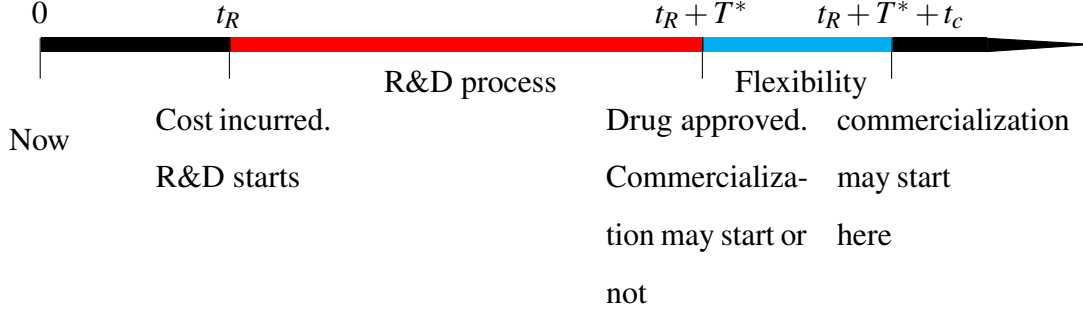 0
t_R
t_R + T*
t_R + T* + t_c
R&D process
Flexibility
Now
Cost incurred.
R&D starts
Drug approved.
Commercializa-
tion may start or
not
commercialization
may start
here